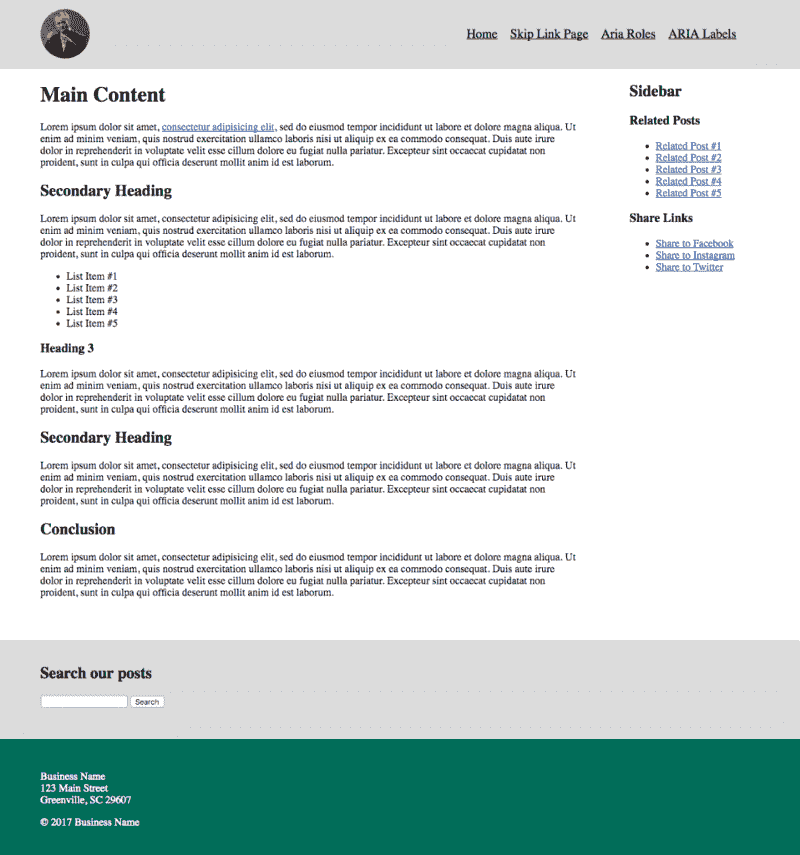 Home Skip Link Page Aria Roles ARIA Labels
Main Content
Lorem ipsum dolor sit amet, consectetur adipisicing elit, sed do eiusmod tempor incididunt ut labore et dolore magna aliqua. Ut
enim ad minim veniam, quis nostrud exercitation ullamco laboris nisi ut aliquip ex ea commodo consequat. Duis aute irure
dolor in reprehenderit in voluptate velit esse cillum dolore eu fugiat nulla pariatur. Excepteur sint occaecat cupidatat non
proident, sunt in culpa qui officia deserunt mollit anim id est laborum.
Secondary Heading
Lorem ipsum dolor sit amet, consectetur adipisicing elit, sed do eiusmod tempor incididunt ut labore et dolore magna aliqua. Ut
enim ad minim veniam, quis nostrud exercitation ullamco laboris nisi ut aliquip ex ea commodo consequat. Duis aute irure
dolor in reprehenderit in voluptate velit esse cillum dolore eu fugiat nulla pariatur. Excepteur sint occaecat cupidatat non
proident, sunt in culpa qui officia deserunt mollit anim id est laborum.
List Item #1
List Item #2
List Item #3
List Item #4
List Item #5
Heading 3
Lorem ipsum dolor sit amet, consectetur adipisicing elit, sed do eiusmod tempor incididunt ut labore et dolore magna aliqua. Ut
enim ad minim veniam, quis nostrud exercitation ullamco laboris nisi ut aliquip ex ea commodo consequat. Duis aute irure
dolor in reprehenderit in voluptate velit esse cillum dolore eu fugiat nulla pariatur. Excepteur sint occaecat cupidatat non
proident, sunt in culpa qui officia deserunt mollit anim id est laborum.
Secondary Heading
Lorem ipsum dolor sit amet, consectetur adipisicing elit, sed do eiusmod tempor incididunt ut labore et dolore magna aliqua. Ut
enim ad minim veniam, quis nostrud exercitation ullamco laboris nisi ut aliquip ex ea commodo consequat. Duis aute irure
dolor in reprehenderit in voluptate velit esse cillum dolore eu fugiat nulla pariatur. Excepteur sint occaecat cupidatat non
proident, sunt in culpa qui officia deserunt mollit anim id est laborum.
Conclusion
Lorem ipsum dolor sit amet, consectetur adipisicing elit, sed do eiusmod tempor incididunt ut labore et dolore magna aliqua. Ut
enim ad minim veniam, quis nostrud exercitation ullamco laboris nisi ut aliquip ex ea commodo consequat. Duis aute irure
dolor in reprehenderit in voluptate velit esse cillum dolore eu fugiat nulla pariatur. Excepteur sint occaecat cupidatat non
proident, sunt in culpa qui officia deserunt mollit anim id est laborum.
Sidebar
Related Posts
Related Post #1
Related Post #2
Related Post #3
Related Post #4
Related Post #5
Share Links
Share to Facebook
Share to Instagram
Share to Twitter
Search our posts
Search
Business Name
123 Main Street
Greenville, SC 29607
© 2017 Business Name